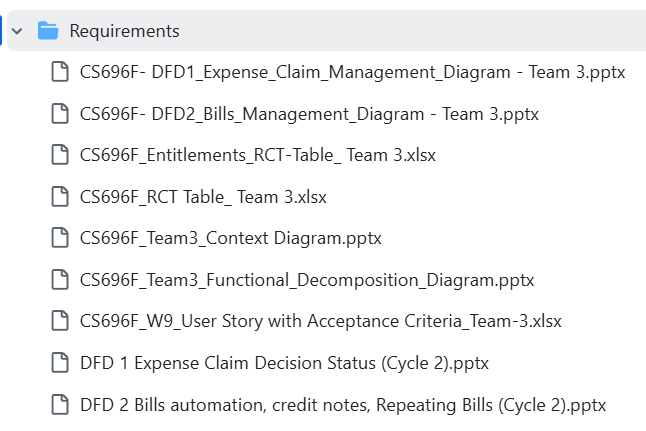 Requirements
CS696F- DFD1_Expense_Claim_Management_Diagram - Team 3.pptx
CS696F- DFD2_Bills_Management_Diagram - Team 3.pptx
CS696F_Entitlements_RCT-Table_ Team 3.xlsx
CS696F_RCT Table_ Team 3.xlsx
CS696F_Team3_Context Diagram.pptx
CS696F_Team3_Functional_Decomposition_Diagram.pptx
CS696F_W9_User Story with Acceptance Criteria_Team-3.xlsx
DFD 1 Expense Claim Decision Status (Cycle 2).pptx
DFD 2 Bills automation, credit notes, Repeating Bills (Cycle 2).pptx